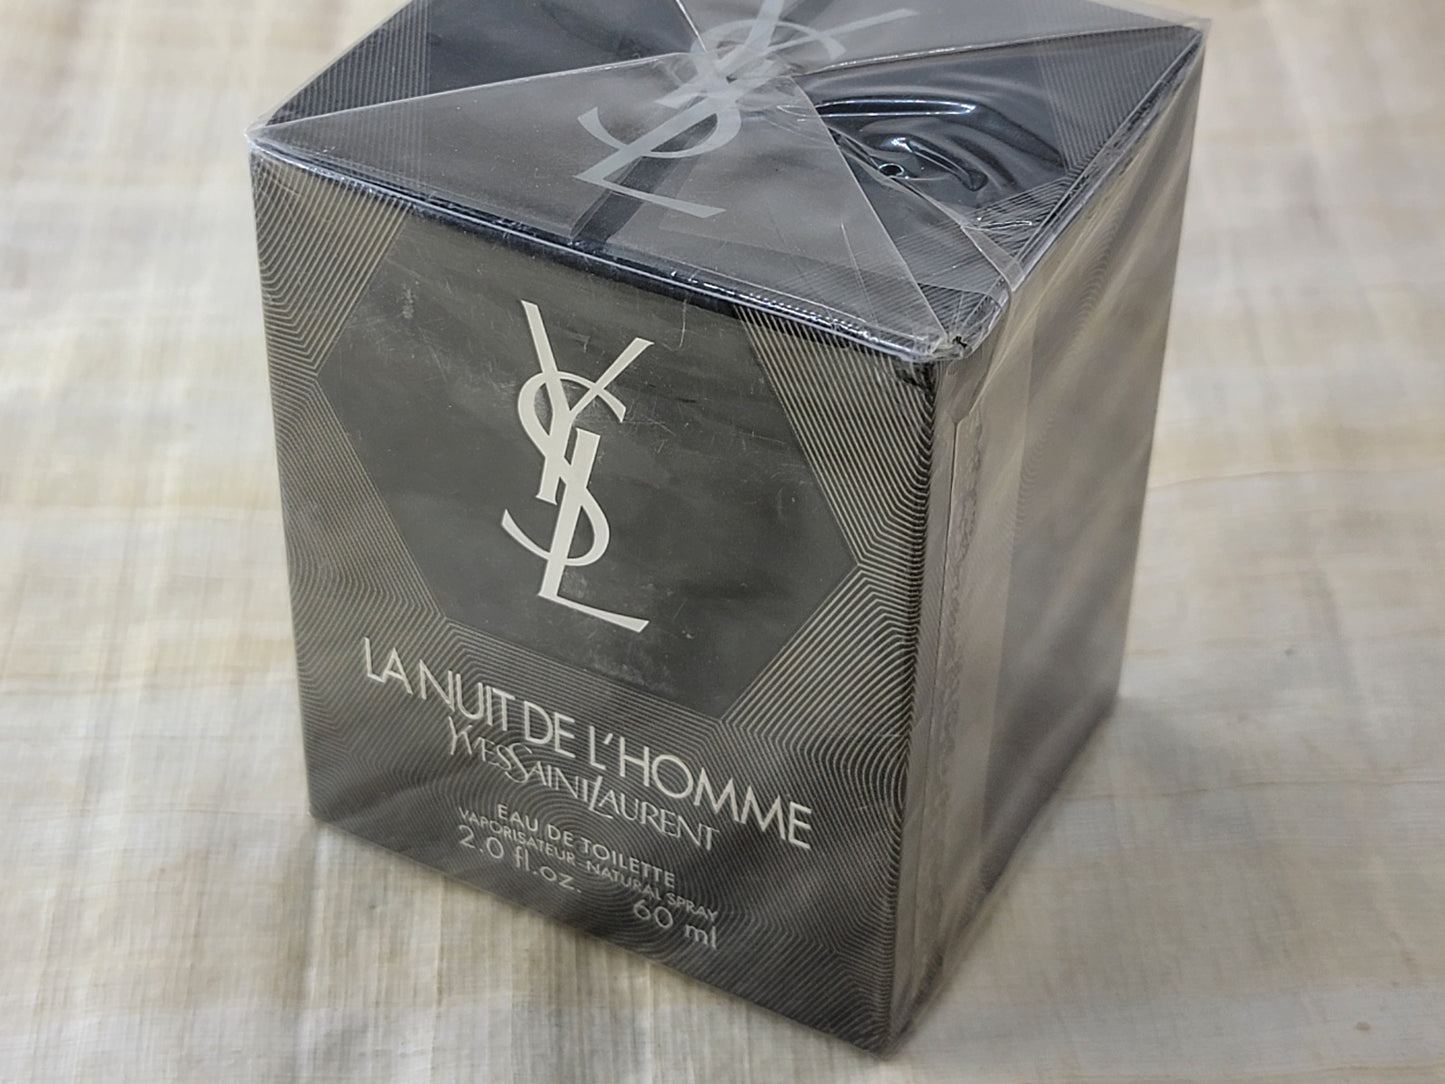 YSL
YSL
LA NUIT DE L'HOMME
YVESSAINTLAURENT
EAU DE TOILETTE
VAPORISATEUR - NATURAL SPRAY
2.0 fl.oz. 60 ml